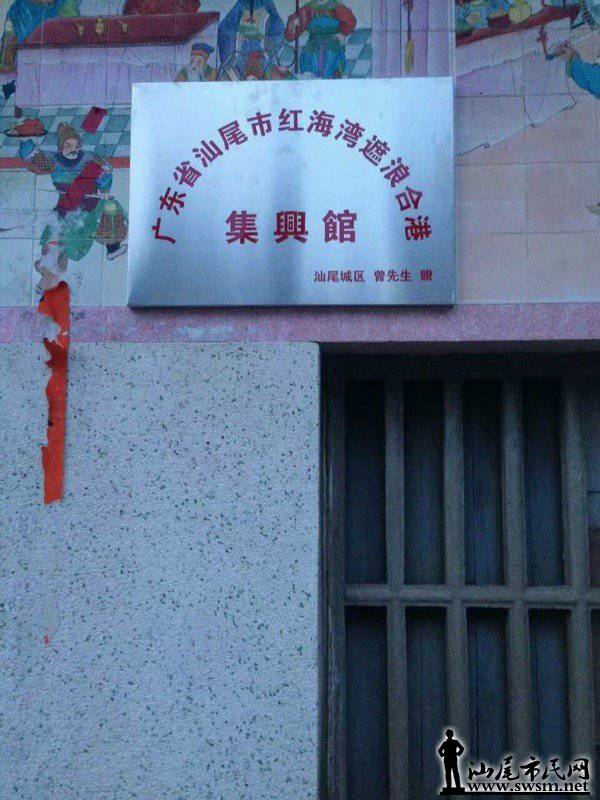 广东省汕尾市红海湾遮浪合港
集興館
汕尾城区 曾先生 赠
汕尾市民网
www.swsm.net